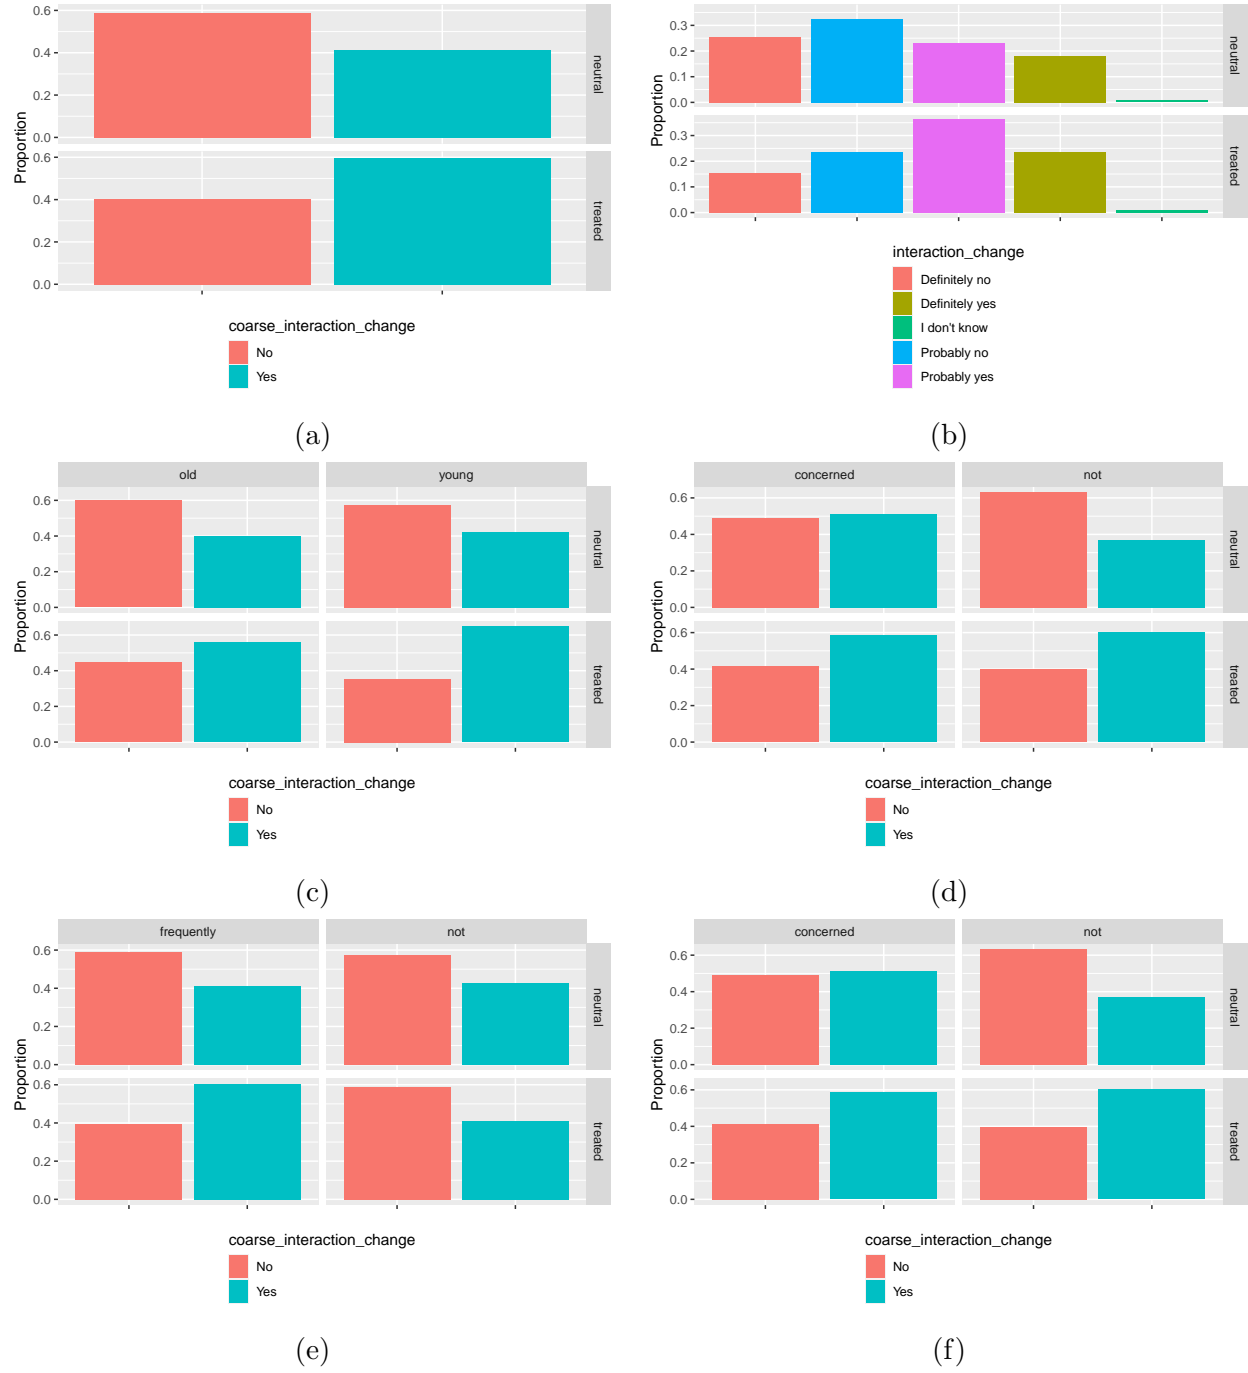 Proportion
0.6
0.4
0.2
0.0
neutral
0.6
0.4
0.2
0.0
treated
coarse_interaction_change
No
Yes
(a)
Proportion
0.3
0.2
0.1
0.0
neutral
0.3
0.2
0.1
0.0
treated
interaction_change
Definitely no
Definitely yes
I don't know
Probably no
Probably yes
(b)
old young
Proportion
0.6
0.4
0.2
0.0
neutral
0.6
0.4
0.2
0.0
treated
coarse_interaction_change
No
Yes
(c)
concerned not
Proportion
0.6
0.4
0.2
0.0
neutral
0.6
0.4
0.2
0.0
treated
coarse_interaction_change
No
Yes
(d)
frequently not
Proportion
0.6
0.4
0.2
0.0
neutral
0.6
0.4
0.2
0.0
treated
coarse_interaction_change
No
Yes
(e)
concerned not
Proportion
0.6
0.4
0.2
0.0
neutral
0.6
0.4
0.2
0.0
treated
coarse_interaction_change
No
Yes
(f)